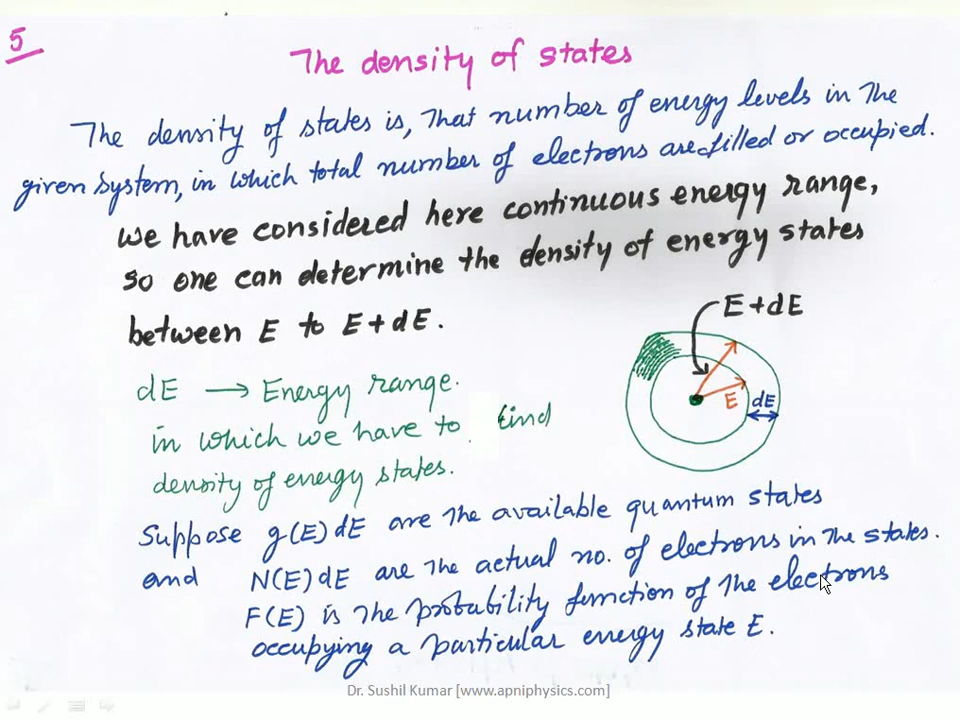 5
The density of states
The density of states is, that number of energy levels in the
given system, in which total number of electrons are filled or occupied.
we have considered here continuous energy range,
so one can determine the density of energy states
between E to E+dE.
E+dE
dE → Energy range.
E dE
in which we have to find
density of energy states.
Suppose g(E)dE are the available quantum states
and N(E)dE are the actual no. of electrons in the states.
F(E) is the probability function of the electrons
occupying a particular energy state E.
Dr. Sushil Kumar [www.apniphysics.com]